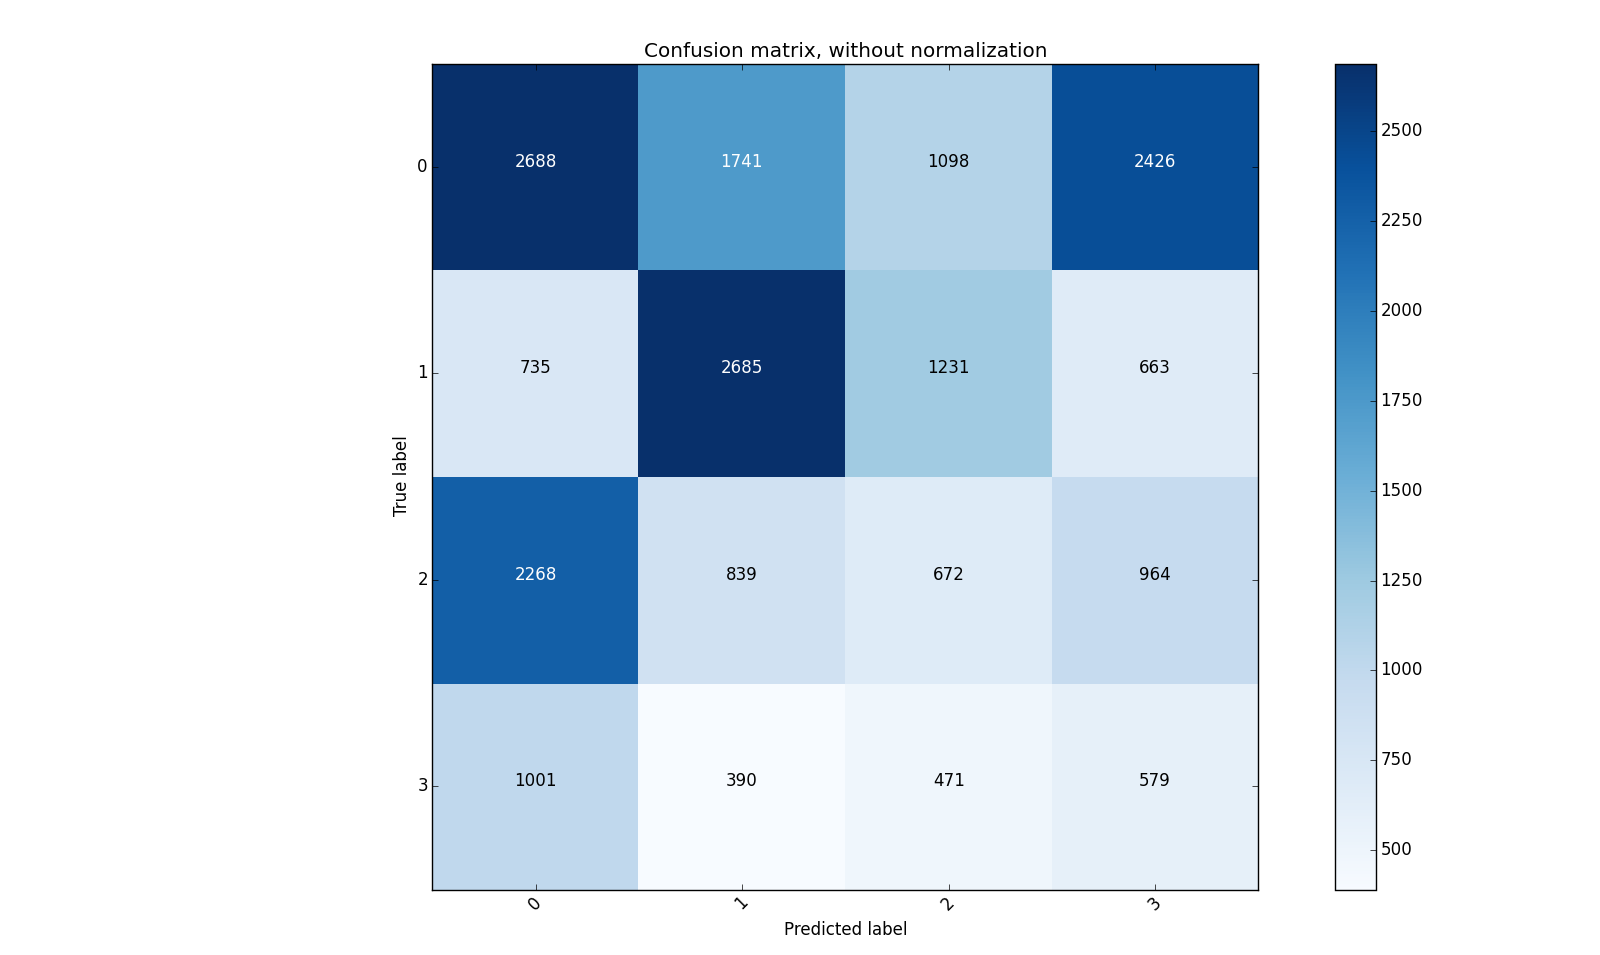 Confusion matrix, without normalization
0 2688 1741 1098 2426
1 735 2685 1231 663
2 2268 839 672 964
3 1001 390 471 579
0 1 2 3
True label
Predicted label
2500
2250
2000
1750
1500
1250
1000
750
500